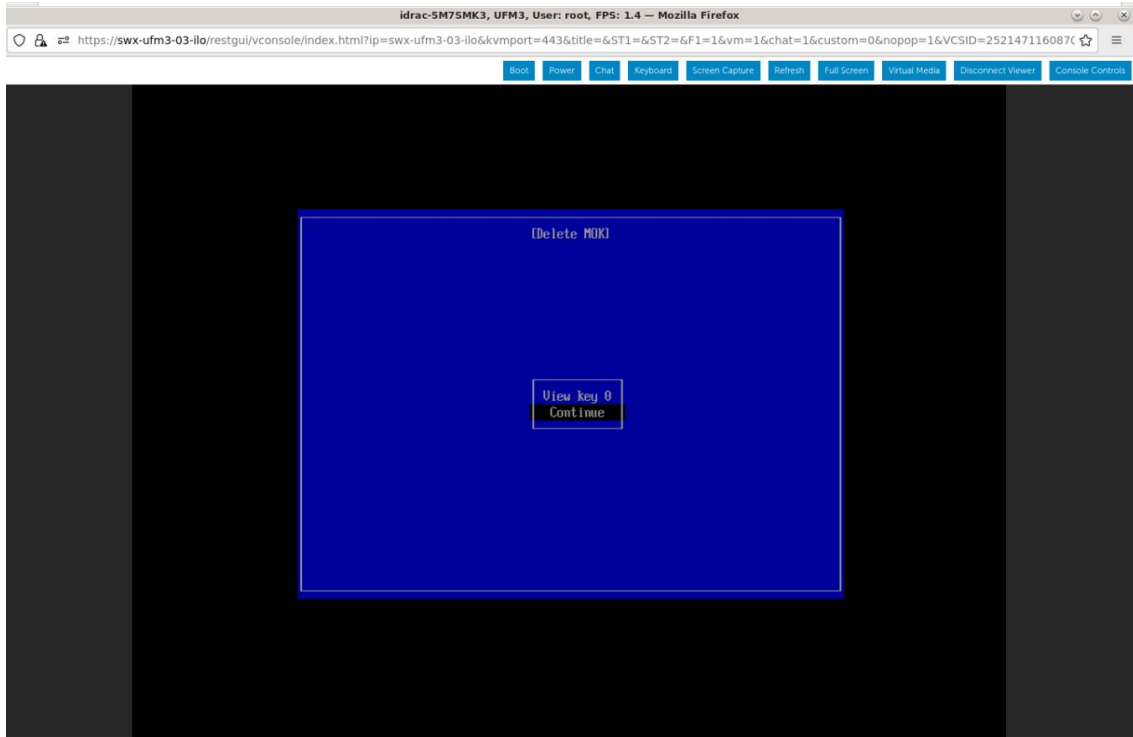 idrac-5M7SMK3, UFM3, User: root, FPS: 1.4 — Mozilla Firefox
https://swx-ufm3-03-ilo/restgui/vconsole/index.html?ip=swx-ufm3-03-ilo&kvmport=443&title=&ST1=&ST2=&F1=1&vm=1&chat=1&custom=0&nopop=1&VCSID=2521471160870
Boot Power Chat Keyboard Screen Capture Refresh Full Screen Virtual Media Disconnect Viewer Console Controls
[Delete MOK]
View key 0
Continue